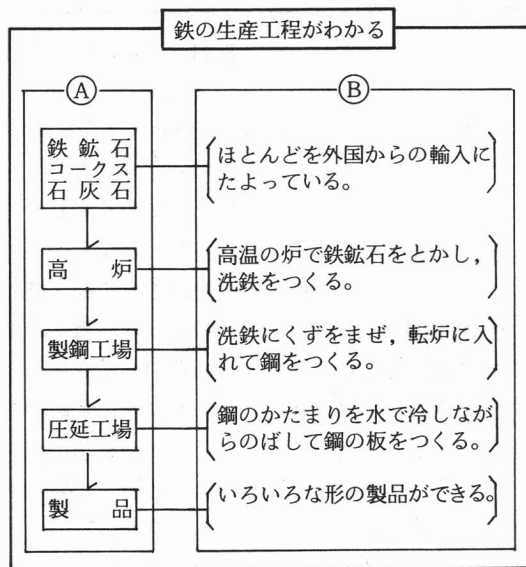 鉄の生産工程がわかる
Ⓐ
Ⓑ
鉄鉱石
コークス
石灰石
ほとんどを外国からの輸入に
たよっている。
高炉
高温の炉で鉄鉱石をとかし,
洗鉄をつくる。
製鋼工場
洗鉄にくずをまぜ,転炉に入
れて鋼をつくる。
圧延工場
鋼のかたまりを水で冷しなが
らのばして鋼の板をつくる。
製品
いろいろな形の製品ができる。